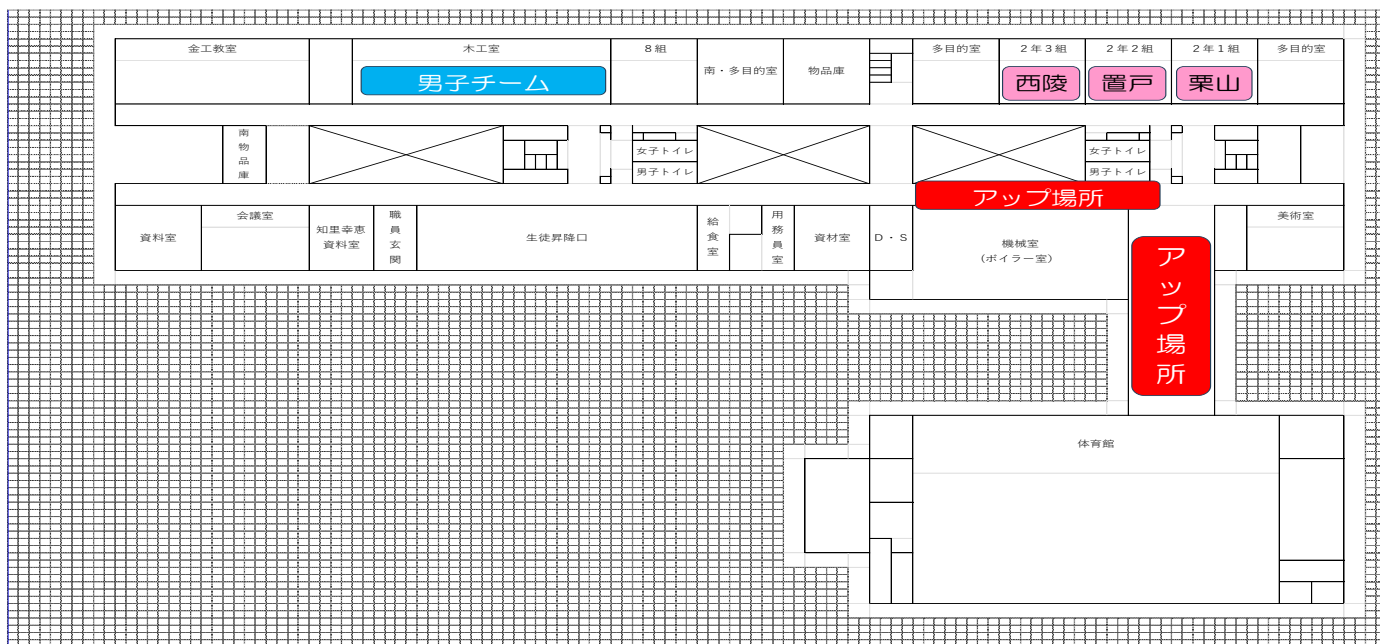 金工教室
木工室
8組
南・多目的室
物品庫
多目的室
2年3組
2年2組
2年1組
多目的室
男子チーム
西陵
置戸
栗山
南物品庫
女子トイレ
男子トイレ
女子トイレ
男子トイレ
アップ場所
資料室
会議室
知里幸恵
資料室
職員玄関
生徒昇降口
給食室
用務員室
資材室
D・S
機械室
(ボイラー室)
美術室
アップ場所
体育館